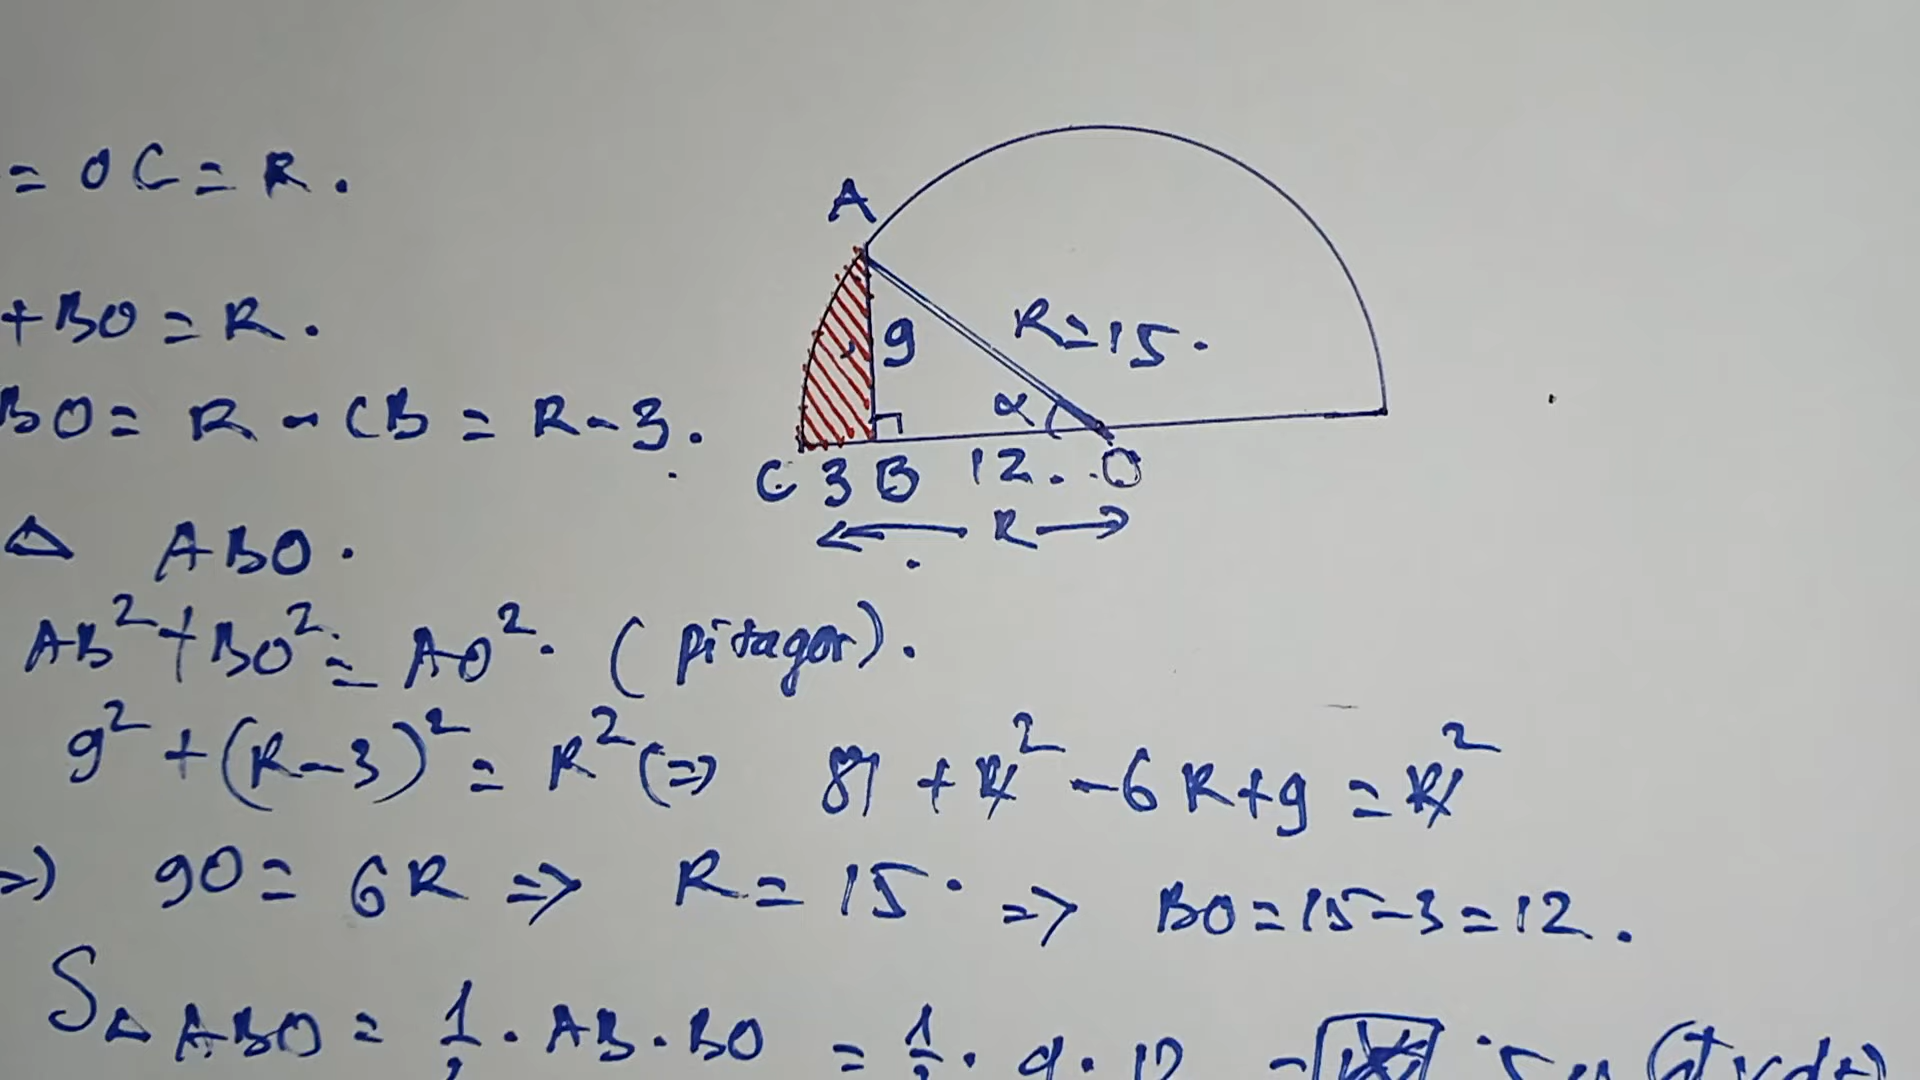 = OC = R.
+ BO = R.
BO = R - CB = R - 3.
A
9
R = 15.
α
C 3 B 12. O
← R →
△ ABO.
AB² + BO² = AO². (pitagor).
9² + (R - 3)² = R² (=> 81 + R² - 6R + 9 = R²
=> 90 = 6R => R = 15. => BO = 15 - 3 = 12.
S△ABO = 1/2 . AB . BO = 1/2 . 9 . 12 = 54